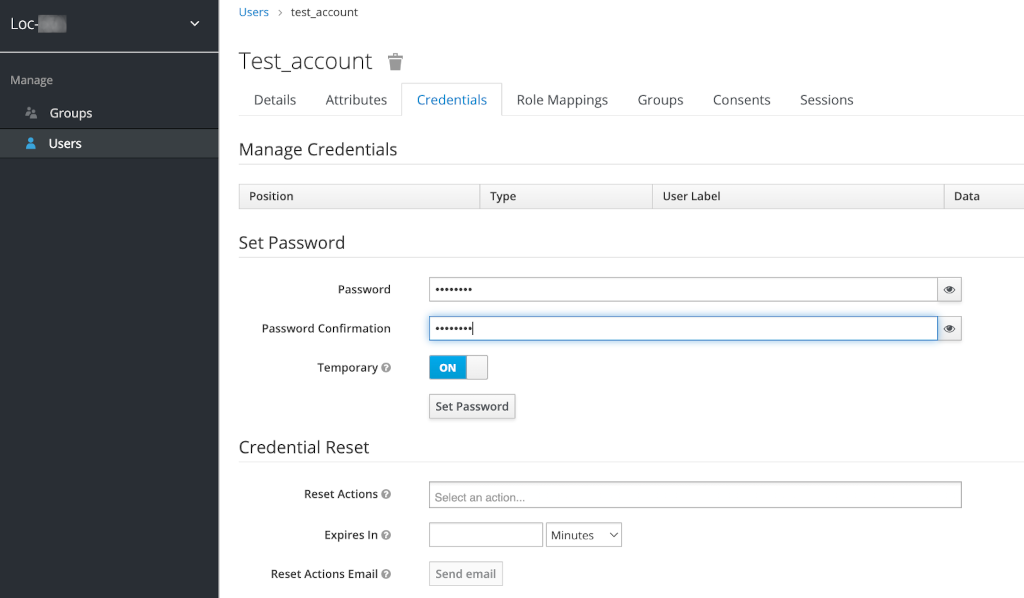 Loc-
Users > test_account
Test_account
Manage
Groups
Users
Details Attributes Credentials Role Mappings Groups Consents Sessions
Manage Credentials
Position Type User Label Data
Set Password
Password ••••••••
Password Confirmation ••••••••
Temporary ON
Set Password
Credential Reset
Reset Actions Select an action...
Expires In Minutes
Reset Actions Email Send email